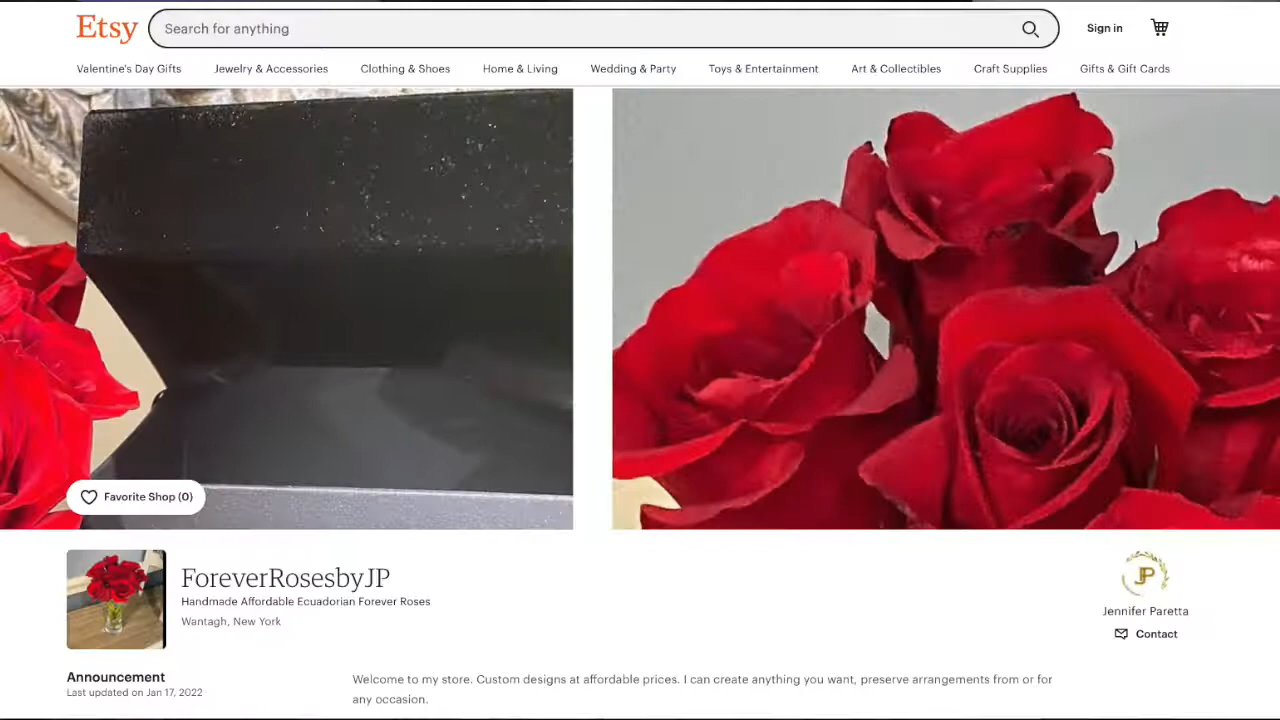 Etsy
Search for anything
Sign in
Valentine's Day Gifts Jewelry & Accessories Clothing & Shoes Home & Living Wedding & Party Toys & Entertainment Art & Collectibles Craft Supplies Gifts & Gift Cards
Favorite Shop (0)
ForeverRosesbyJP
Handmade Affordable Ecuadorian Forever Roses
Wantagh, New York
JP
Jennifer Paretta
Contact
Announcement
Last updated on Jan 17, 2022
Welcome to my store. Custom designs at affordable prices. I can create anything you want, preserve arrangements from or for
any occasion.